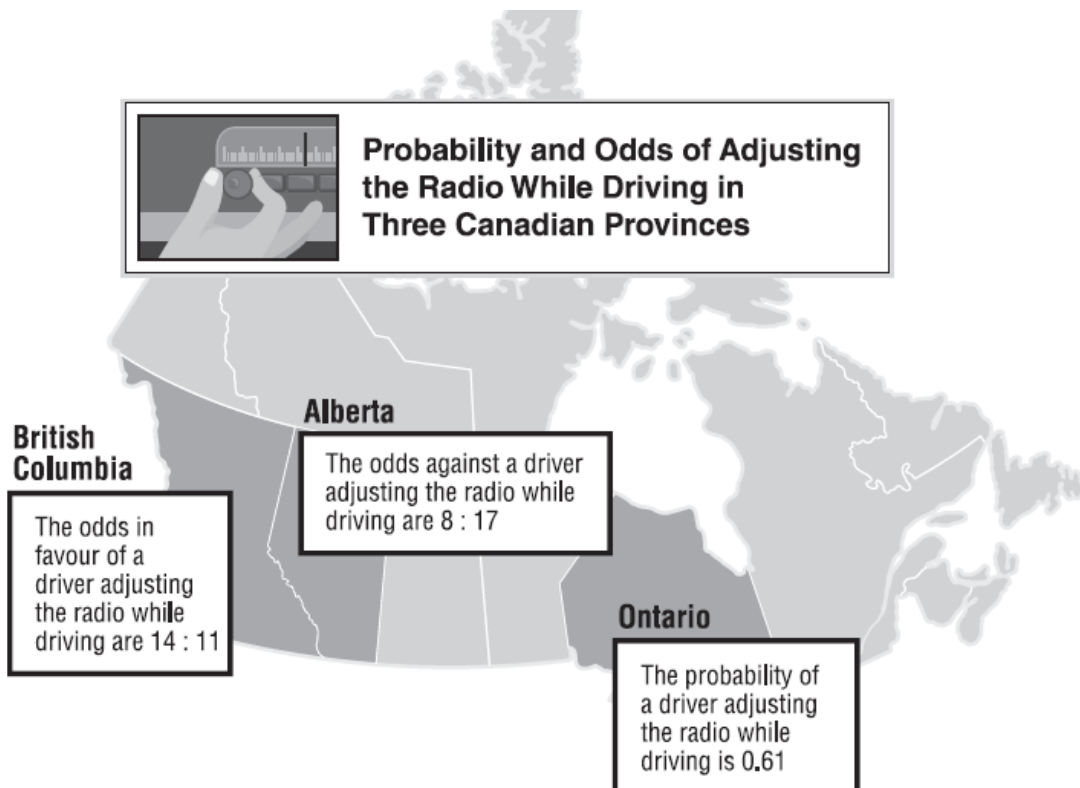 Probability and Odds of Adjusting
the Radio While Driving in
Three Canadian Provinces
British
Columbia
The odds in
favour of a
driver adjusting
the radio while
driving are 14 : 11
Alberta
The odds against a driver
adjusting the radio while
driving are 8 : 17
Ontario
The probability of
a driver adjusting
the radio while
driving is 0.61